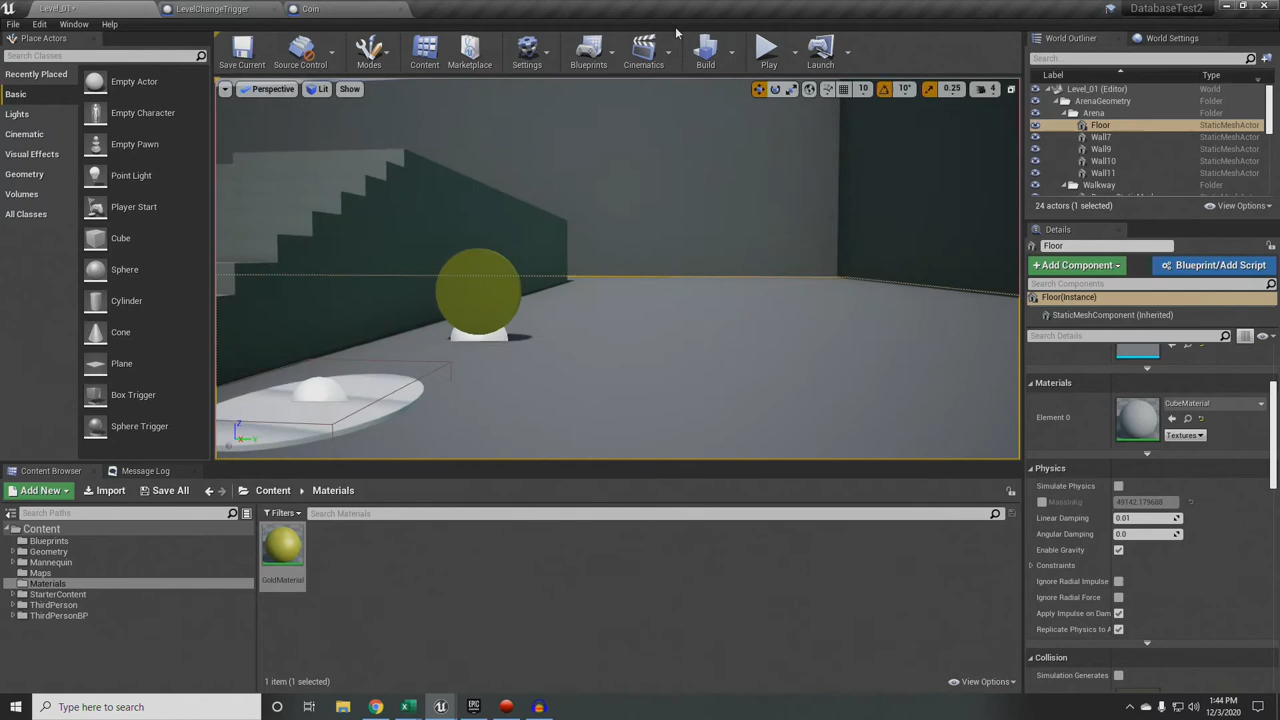 Level_01*
LevelChangeTrigger
Coin
DatabaseTest2
File Edit Window Help
Place Actors
Search Classes
Recently Placed
Basic
Lights
Cinematic
Visual Effects
Geometry
Volumes
All Classes
Empty Actor
Empty Character
Empty Pawn
Point Light
Player Start
Cube
Sphere
Cylinder
Cone
Plane
Box Trigger
Sphere Trigger
Save Current
Source Control
Modes
Content
Marketplace
Settings
Blueprints
Cinematics
Build
Play
Launch
Perspective
Lit
Show
10
10°
0.25
4
World Outliner
World Settings
Search...
Label Type
Level_01 (Editor) World
ArenaGeometry Folder
Arena Folder
Floor StaticMeshActor
Wall7 StaticMeshActor
Wall9 StaticMeshActor
Wall10 StaticMeshActor
Wall11 StaticMeshActor
Walkway Folder
24 actors (1 selected)
View Options
Details
Floor
+Add Component
Blueprint/Add Script
Search Components
Floor(Instance)
StaticMeshComponent (Inherited)
Search Details
Materials
Element 0
CubeMaterial
Textures
Physics
Simulate Physics
MassInKg 49142.179688
Linear Damping 0.01
Angular Damping 0.0
Enable Gravity
Constraints
Ignore Radial Impulse
Ignore Radial Force
Apply Impulse on Dam
Replicate Physics to A
Collision
Simulation Generates
Z
X
Y
Content Browser
Message Log
Add New
Import
Save All
Content
Materials
Search Paths
Filters
Search Materials
Content
Blueprints
Geometry
Mannequin
Maps
Materials
StarterContent
ThirdPerson
ThirdPersonBP
GoldMaterial
1 item (1 selected)
View Options
Type here to search
1:44 PM
12/3/2020